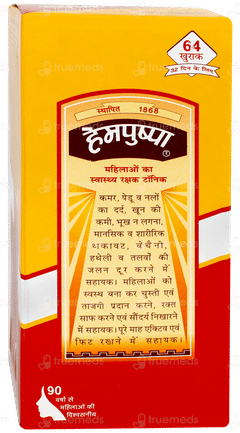 64
खुराक
32 दिन के लिए
स्थापित 1868
हेमपुष्पा
महिलाओं का
स्वास्थ्य रक्षक टॉनिक
कमर, पेडू व नलों
का दर्द, खून की
कमी, भूख न लगना,
मानसिक व शारीरिक
थकावट, बेचैनी,
हथेली व तलवों की
जलन दूर करने में
सहायक। महिलाओं को
स्वस्थ बना कर चुस्ती एवं
ताजगी प्रदान करने, रक्त
साफ करने एवं सौंदर्य निखारने
में सहायक। पूरे माह एक्टिव एवं
फिट रखाने में सहायक।
90
वर्षों से
महिलाओं की
विश्वसनीय
truemeds